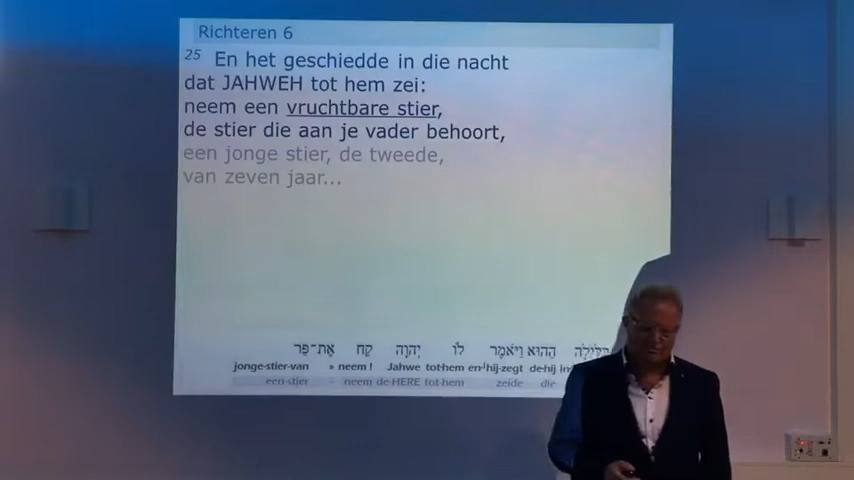 Richteren 6
25 En het geschiedde in die nacht
dat JAHWEH tot hem zei:
neem een vruchtbare stier,
de stier die aan je vader behoort,
een jonge stier, de tweede,
van zeven jaar...
בַּלַּיְלָה הַהוּא וַיֹּאמֶר לוֹ יְהוָה קַח אֶת־פַּר
jonge-stier-van » neem ! Jahwe tot-hem en~hij-zegt de-hij in
een-stier - neem de HERE tot-hem zeide die